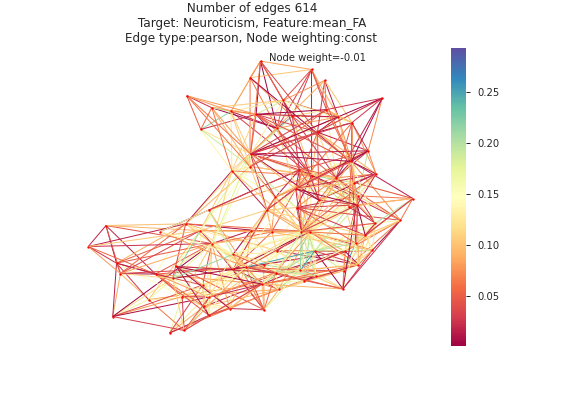 Number of edges 614
Target: Neuroticism, Feature:mean_FA
Edge type:pearson, Node weighting:const
Node weight=-0.01
0.25
0.20
0.15
0.10
0.05